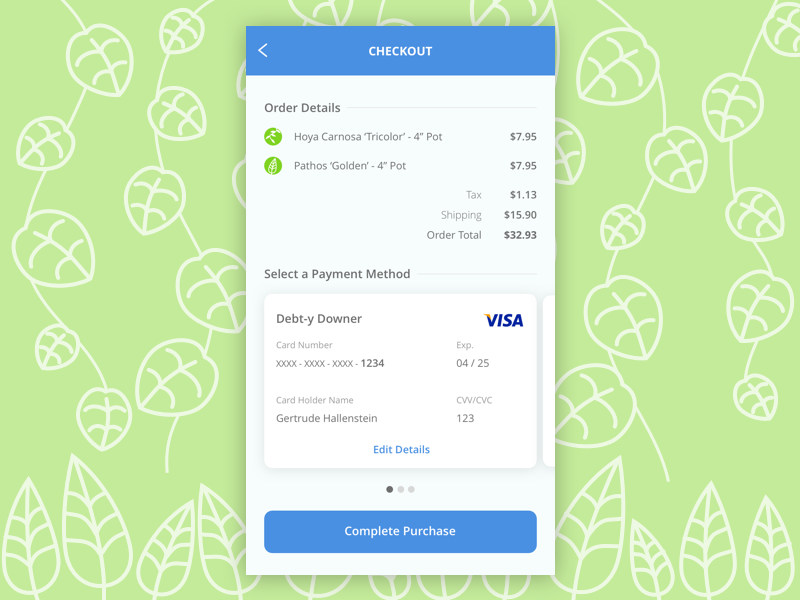 CHECKOUT
Order Details
Hoya Carnosa ‘Tricolor’ - 4” Pot $7.95
Pathos ‘Golden’ - 4” Pot $7.95
Tax $1.13
Shipping $15.90
Order Total $32.93
Select a Payment Method
Debt-y Downer VISA
Card Number Exp.
XXXX - XXXX - XXXX - 1234 04 / 25
Card Holder Name CVV/CVC
Gertrude Hallenstein 123
Edit Details
Complete Purchase